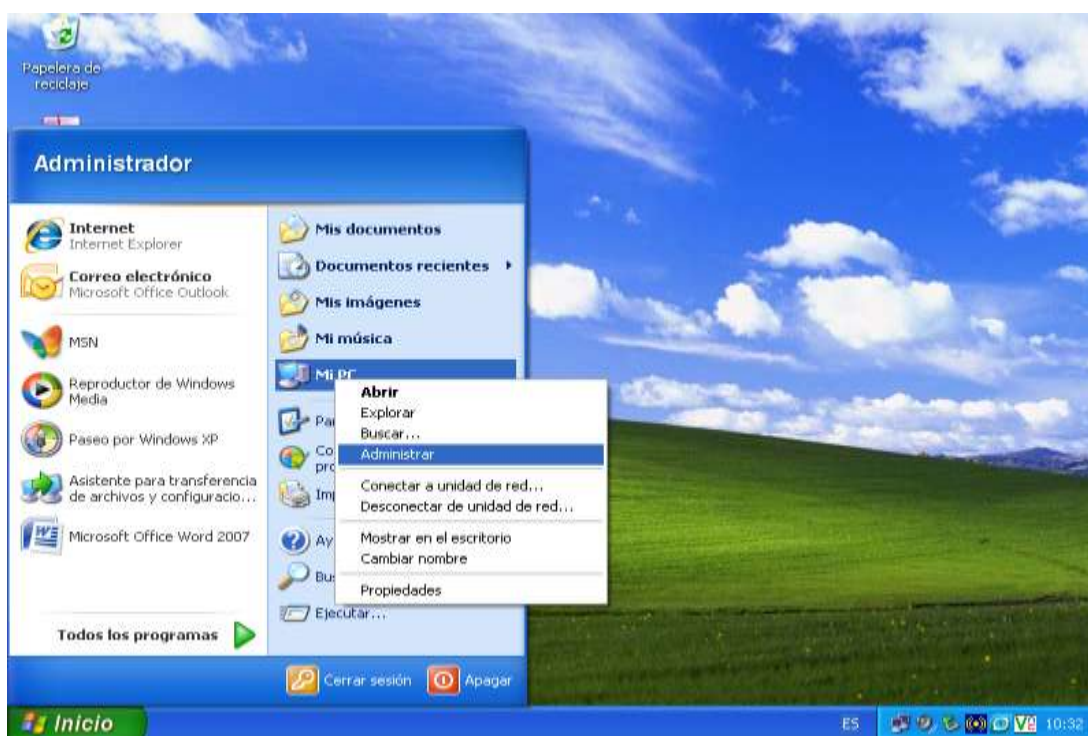 Papelera de
reciclaje
Administrador
Internet
Internet Explorer
Correo electrónico
Microsoft Office Outlook
MSN
Reproductor de Windows
Media
Paseo por Windows XP
Asistente para transferencia
de archivos y configuracio...
Microsoft Office Word 2007
Todos los programas
Mis documentos
Documentos recientes
Mis imágenes
Mi música
Mi PC
Abrir
Explorar
Buscar...
Administrar
Conectar a unidad de red...
Desconectar de unidad de red...
Mostrar en el escritorio
Cambiar nombre
Propiedades
Ejecutar...
Cerrar sesión
Apagar
Inicio
ES
10:32